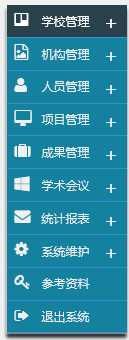 学校管理 +
机构管理 +
人员管理 +
项目管理 +
成果管理 +
学术会议 +
统计报表 +
系统维护 +
参考资料
退出系统